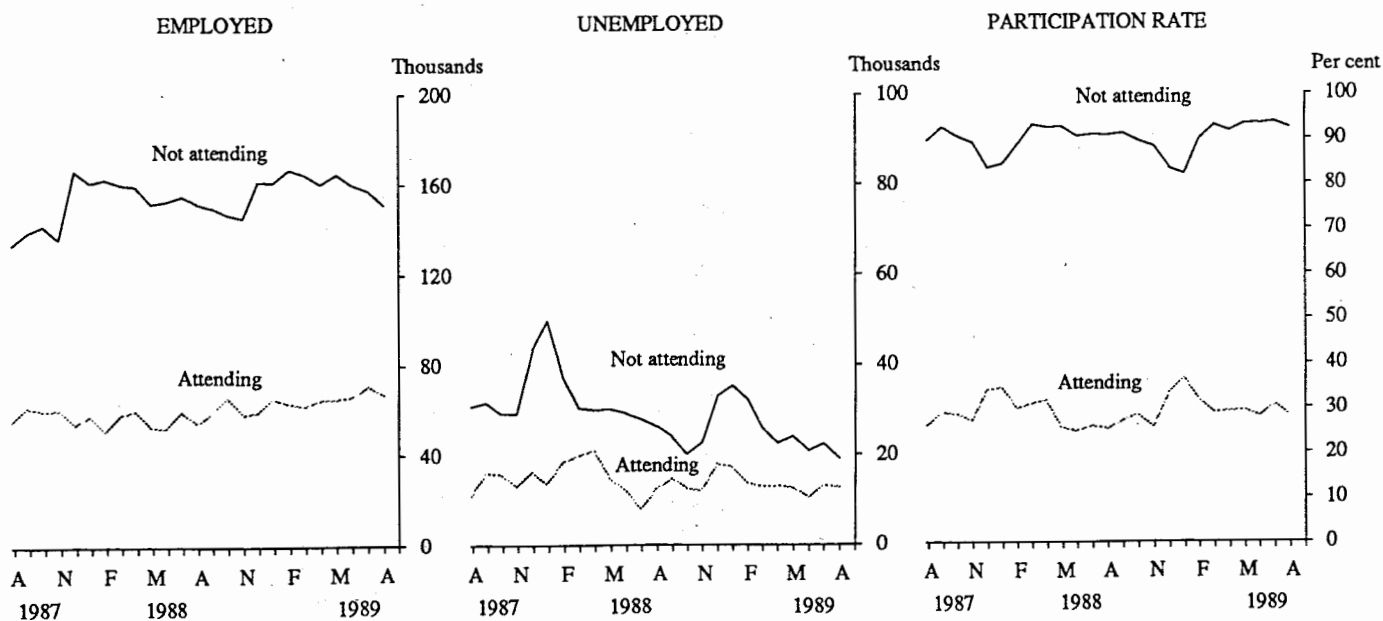 EMPLOYED
Thousands
200
Not attending
160
120
80
Attending
40
0
A N F M A N F M A
1987 1988 1989
UNEMPLOYED
Thousands
100
80
60
Not attending
40
Attending
20
0
A N F M A N F M A
1987 1988 1989
PARTICIPATION RATE
Per cent
100
Not attending
90
80
70
60
50
40
Attending
30
20
10
0
A N F M A N F M A
1987 1988 1989